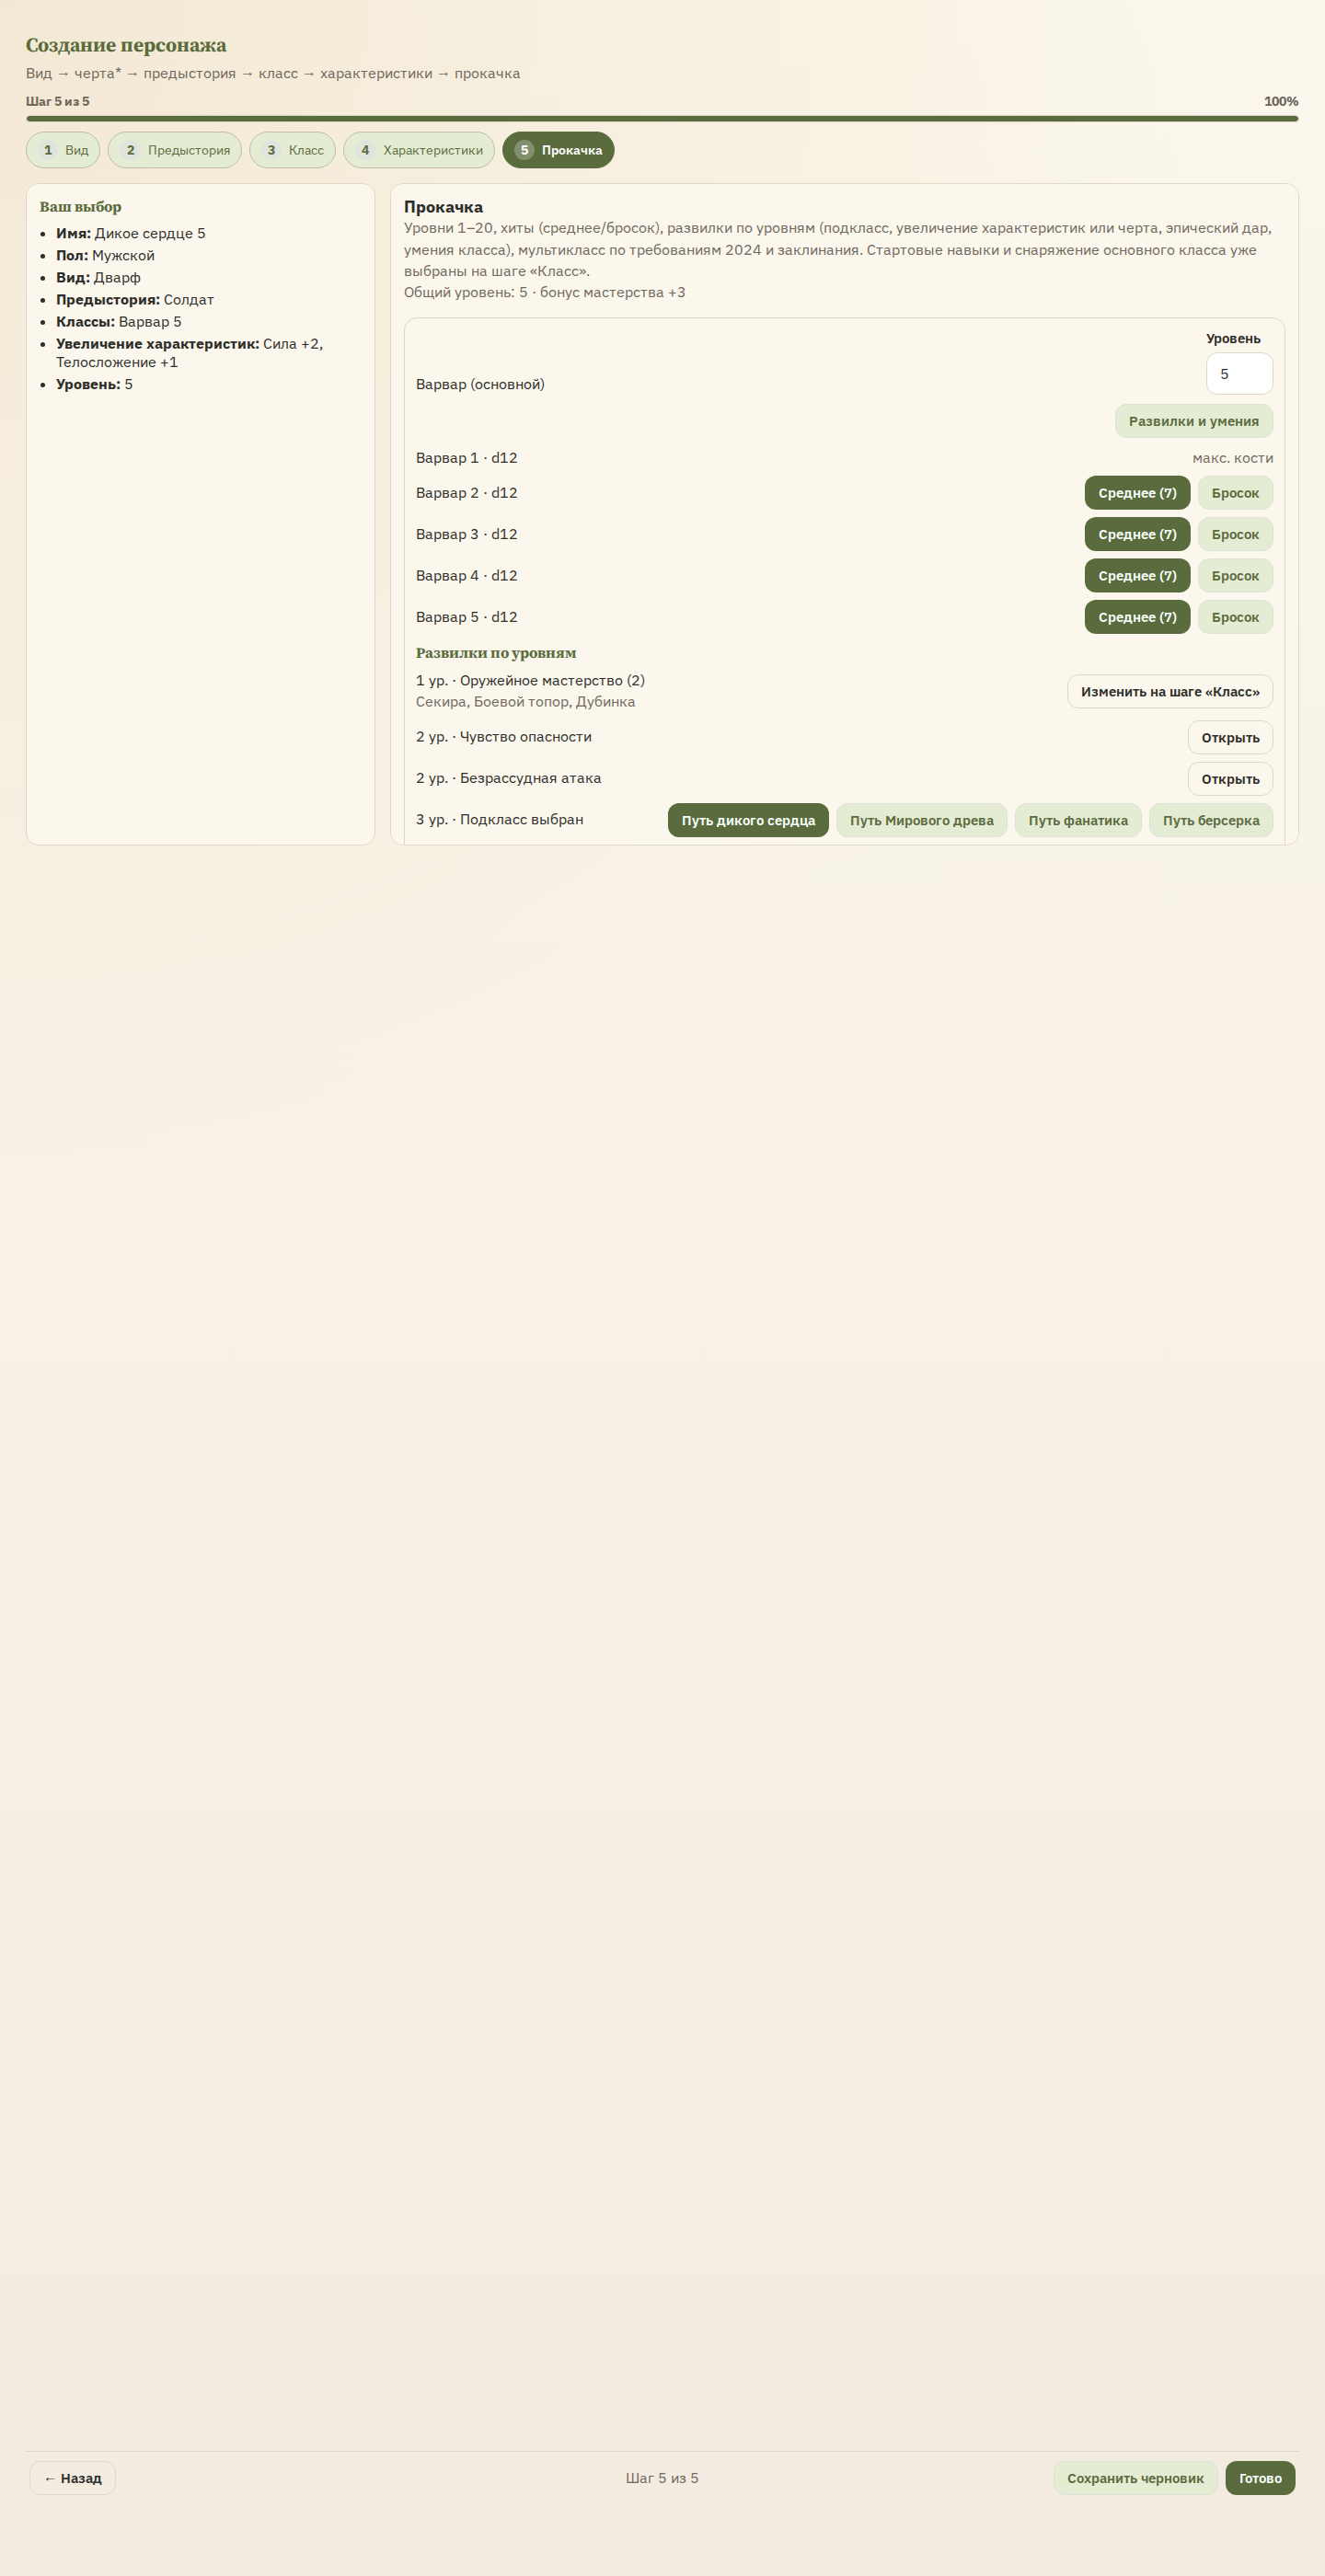 Создание персонажа
Вид → черта* → предыстория → класс → характеристики → прокачка
Шаг 5 из 5 100%
1 Вид 2 Предыстория 3 Класс 4 Характеристики 5 Прокачка
Ваш выбор
• Имя: Дикое сердце 5
• Пол: Мужской
• Вид: Дварф
• Предыстория: Солдат
• Классы: Варвар 5
• Увеличение характеристик: Сила +2,
Телосложение +1
• Уровень: 5
Прокачка
Уровни 1–20, хиты (среднее/бросок), развилки по уровням (подкласс, увеличение характеристик или черта, эпический дар,
умения класса), мультикласс по требованиям 2024 и заклинания. Стартовые навыки и снаряжение основного класса уже
выбраны на шаге «Класс».
Общий уровень: 5 · бонус мастерства +3
Уровень
Варвар (основной) 5
Развилки и умения
Варвар 1 · d12 макс. кости
Варвар 2 · d12 Среднее (7) Бросок
Варвар 3 · d12 Среднее (7) Бросок
Варвар 4 · d12 Среднее (7) Бросок
Варвар 5 · d12 Среднее (7) Бросок
Развилки по уровням
1 ур. · Оружейное мастерство (2)
Секира, Боевой топор, Дубинка
Изменить на шаге «Класс»
2 ур. · Чувство опасности Открыть
2 ур. · Безрассудная атака Открыть
3 ур. · Подкласс выбран Путь дикого сердца Путь Мирового древа Путь фанатика Путь берсерка
← Назад Шаг 5 из 5 Сохранить черновик Готово